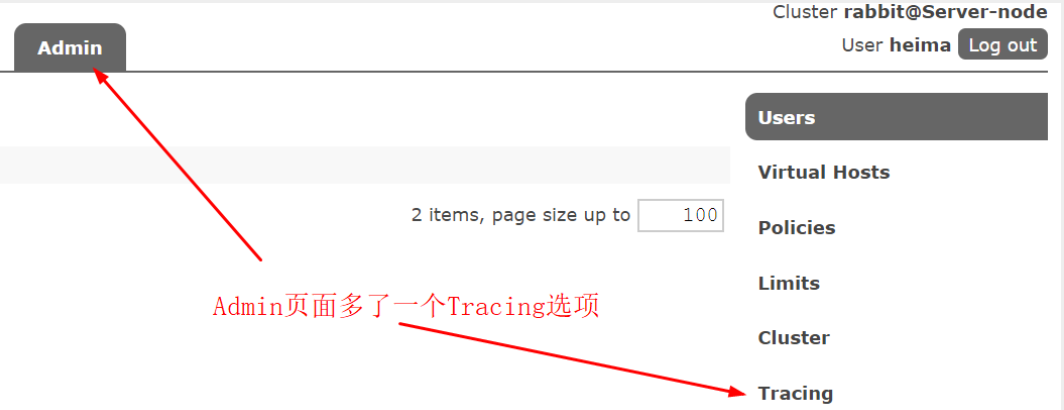 Cluster rabbit@Server-node
Admin
User heima Log out
Users
Virtual Hosts
2 items, page size up to 100
Policies
Limits
Admin页面多了一个Tracing选项
Cluster
Tracing